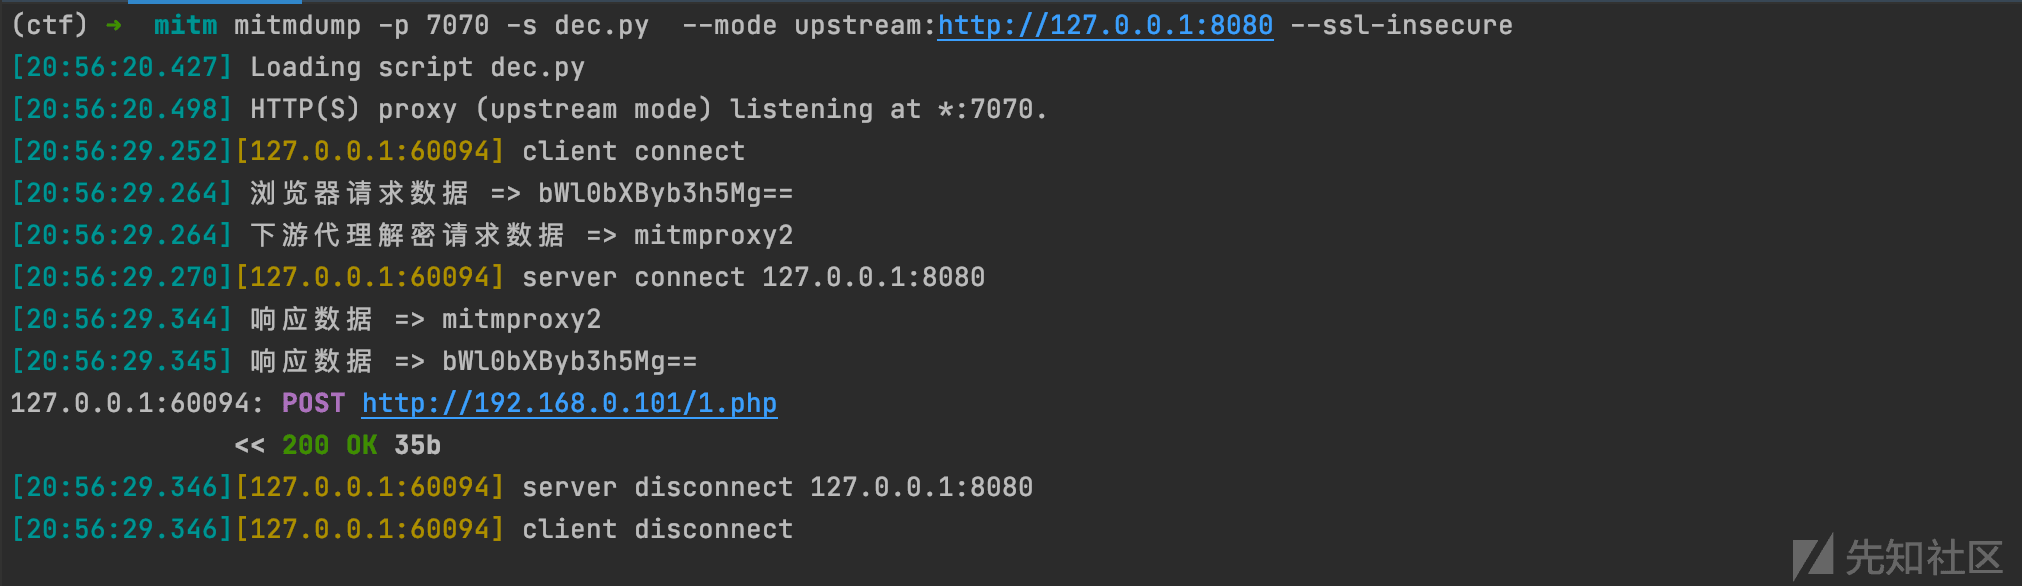 (ctf) ➜  mitm mitmdump -p 7070 -s dec.py  --mode upstream:http://127.0.0.1:8080 --ssl-insecure
[20:56:20.427] Loading script dec.py
[20:56:20.498] HTTP(S) proxy (upstream mode) listening at *:7070.
[20:56:29.252][127.0.0.1:60094] client connect
[20:56:29.264] 浏览器请求数据 => bWl0bXByb3h5Mg==
[20:56:29.264] 下游代理解密请求数据 => mitmproxy2
[20:56:29.270][127.0.0.1:60094] server connect 127.0.0.1:8080
[20:56:29.344] 响应数据 => mitmproxy2
[20:56:29.345] 响应数据 => bWl0bXByb3h5Mg==
127.0.0.1:60094: POST http://192.168.0.101/1.php
              << 200 OK 35b
[20:56:29.346][127.0.0.1:60094] server disconnect 127.0.0.1:8080
[20:56:29.346][127.0.0.1:60094] client disconnect
先知社区